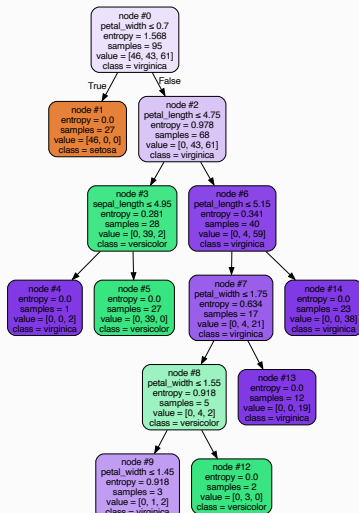 node #0
petal_width ≤ 0.7
entropy = 1.568
samples = 95
value = [46, 43, 61]
class = virginica
True
False
node #1
entropy = 0.0
samples = 27
value = [46, 0, 0]
class = setosa
node #2
petal_length ≤ 4.75
entropy = 0.978
samples = 68
value = [0, 43, 61]
class = virginica
node #3
sepal_length ≤ 4.95
entropy = 0.281
samples = 28
value = [0, 39, 2]
class = versicolor
node #6
petal_length ≤ 5.15
entropy = 0.341
samples = 40
value = [0, 4, 59]
class = virginica
node #4
entropy = 0.0
samples = 1
value = [0, 0, 2]
class = virginica
node #5
entropy = 0.0
samples = 27
value = [0, 39, 0]
class = versicolor
node #7
petal_width ≤ 1.75
entropy = 0.634
samples = 17
value = [0, 4, 21]
class = virginica
node #14
entropy = 0.0
samples = 23
value = [0, 0, 38]
class = virginica
node #8
petal_width ≤ 1.55
entropy = 0.918
samples = 5
value = [0, 4, 2]
class = versicolor
node #13
entropy = 0.0
samples = 12
value = [0, 0, 19]
class = virginica
node #9
petal_width ≤ 1.45
entropy = 0.918
samples = 3
value = [0, 1, 2]
class = virginica
node #12
entropy = 0.0
samples = 2
value = [0, 3, 0]
class = versicolor